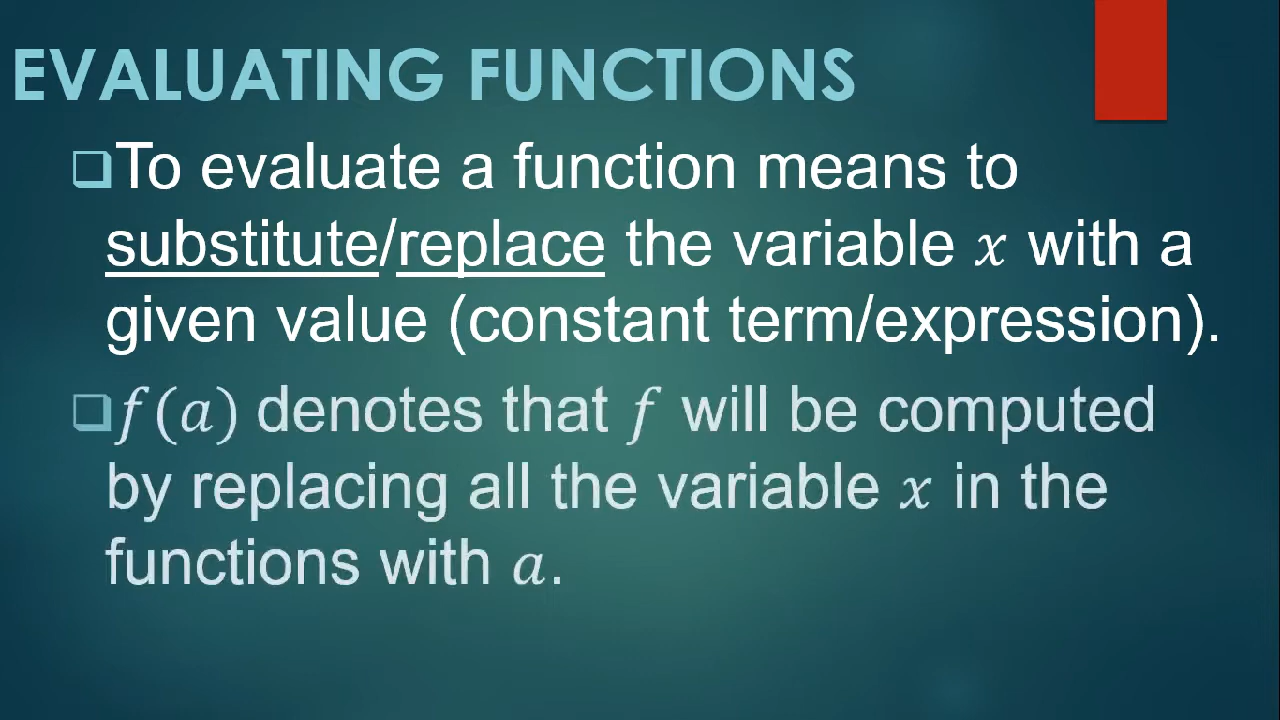 EVALUATING FUNCTIONS
❑To evaluate a function means to
substitute/replace the variable 𝑥 with a
given value (constant term/expression).
❑𝑓(𝑎) denotes that 𝑓 will be computed
by replacing all the variable 𝑥 in the
functions with 𝑎.